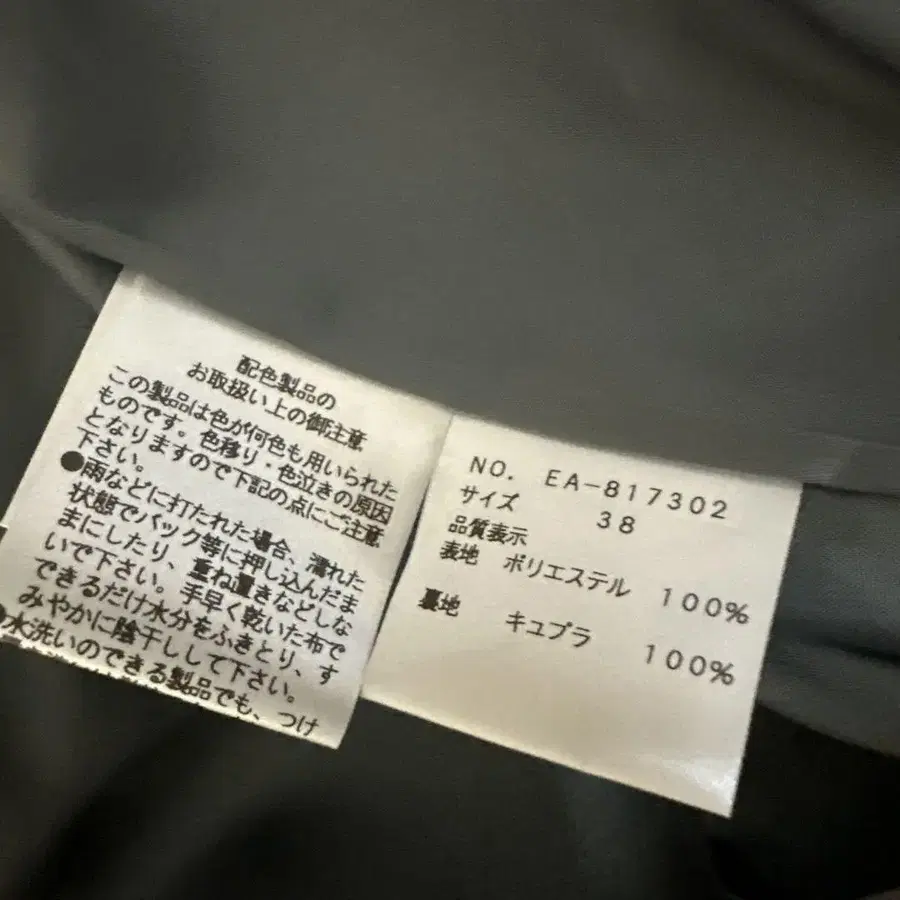 配色製品の
お取扱い上の御注意
この製品は色が何色も用いられた
ものです。色移り・色泣きの原因
となりますので下記の点にご注意
下さい。
●雨などに打たれた場合、濡れた
状態でバック等に押し込んだま
まにしたり、重ね置きなどしな
いで下さい。手早く乾いた布で
できるだけ水分をふきとり、す
みやかに陰干しして下さい。
●水洗いのできる製品でも、つけ
NO. EA-817302
サイズ 38
品質表示
表地 ポリエステル 100%
裏地 キュプラ 100%